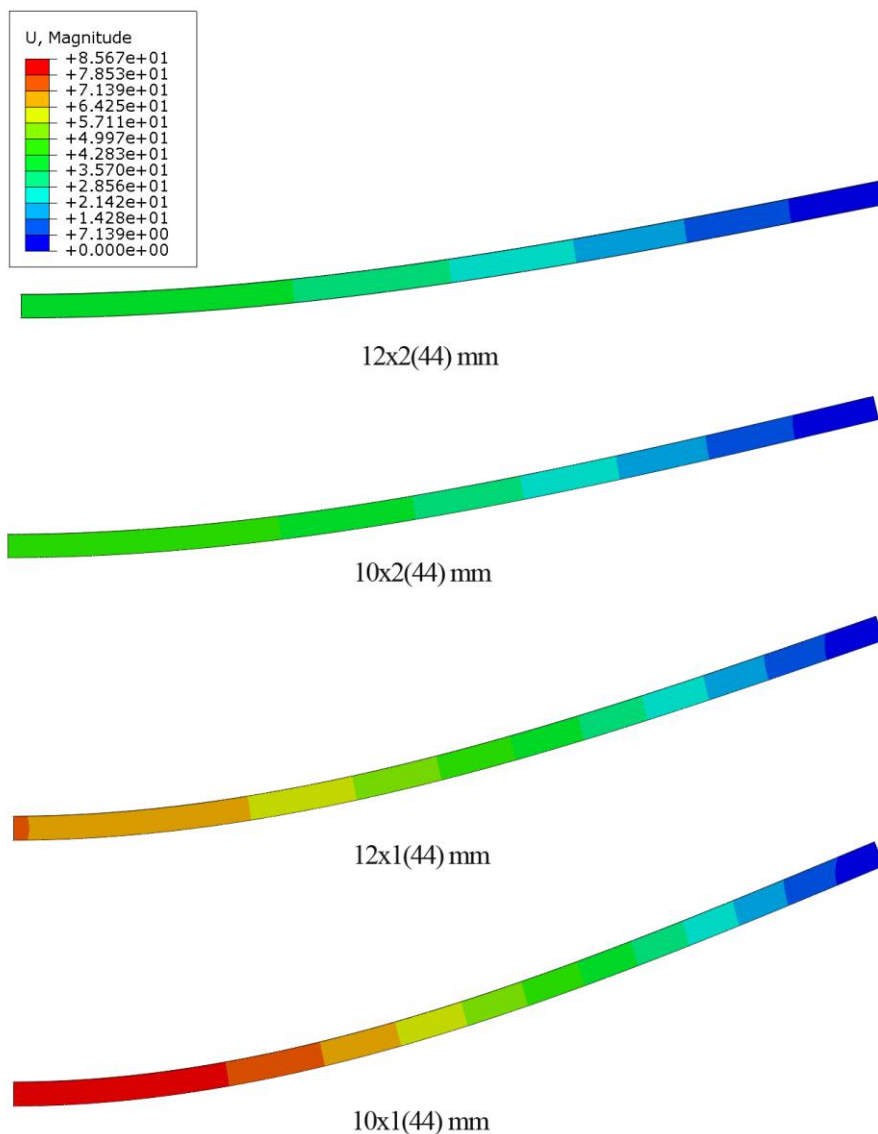 U, Magnitude
+8.567e+01
+7.853e+01
+7.139e+01
+6.425e+01
+5.711e+01
+4.997e+01
+4.283e+01
+3.570e+01
+2.856e+01
+2.142e+01
+1.428e+01
+7.139e+00
+0.000e+00
12x2(44) mm
10x2(44) mm
12x1(44) mm
10x1(44) mm